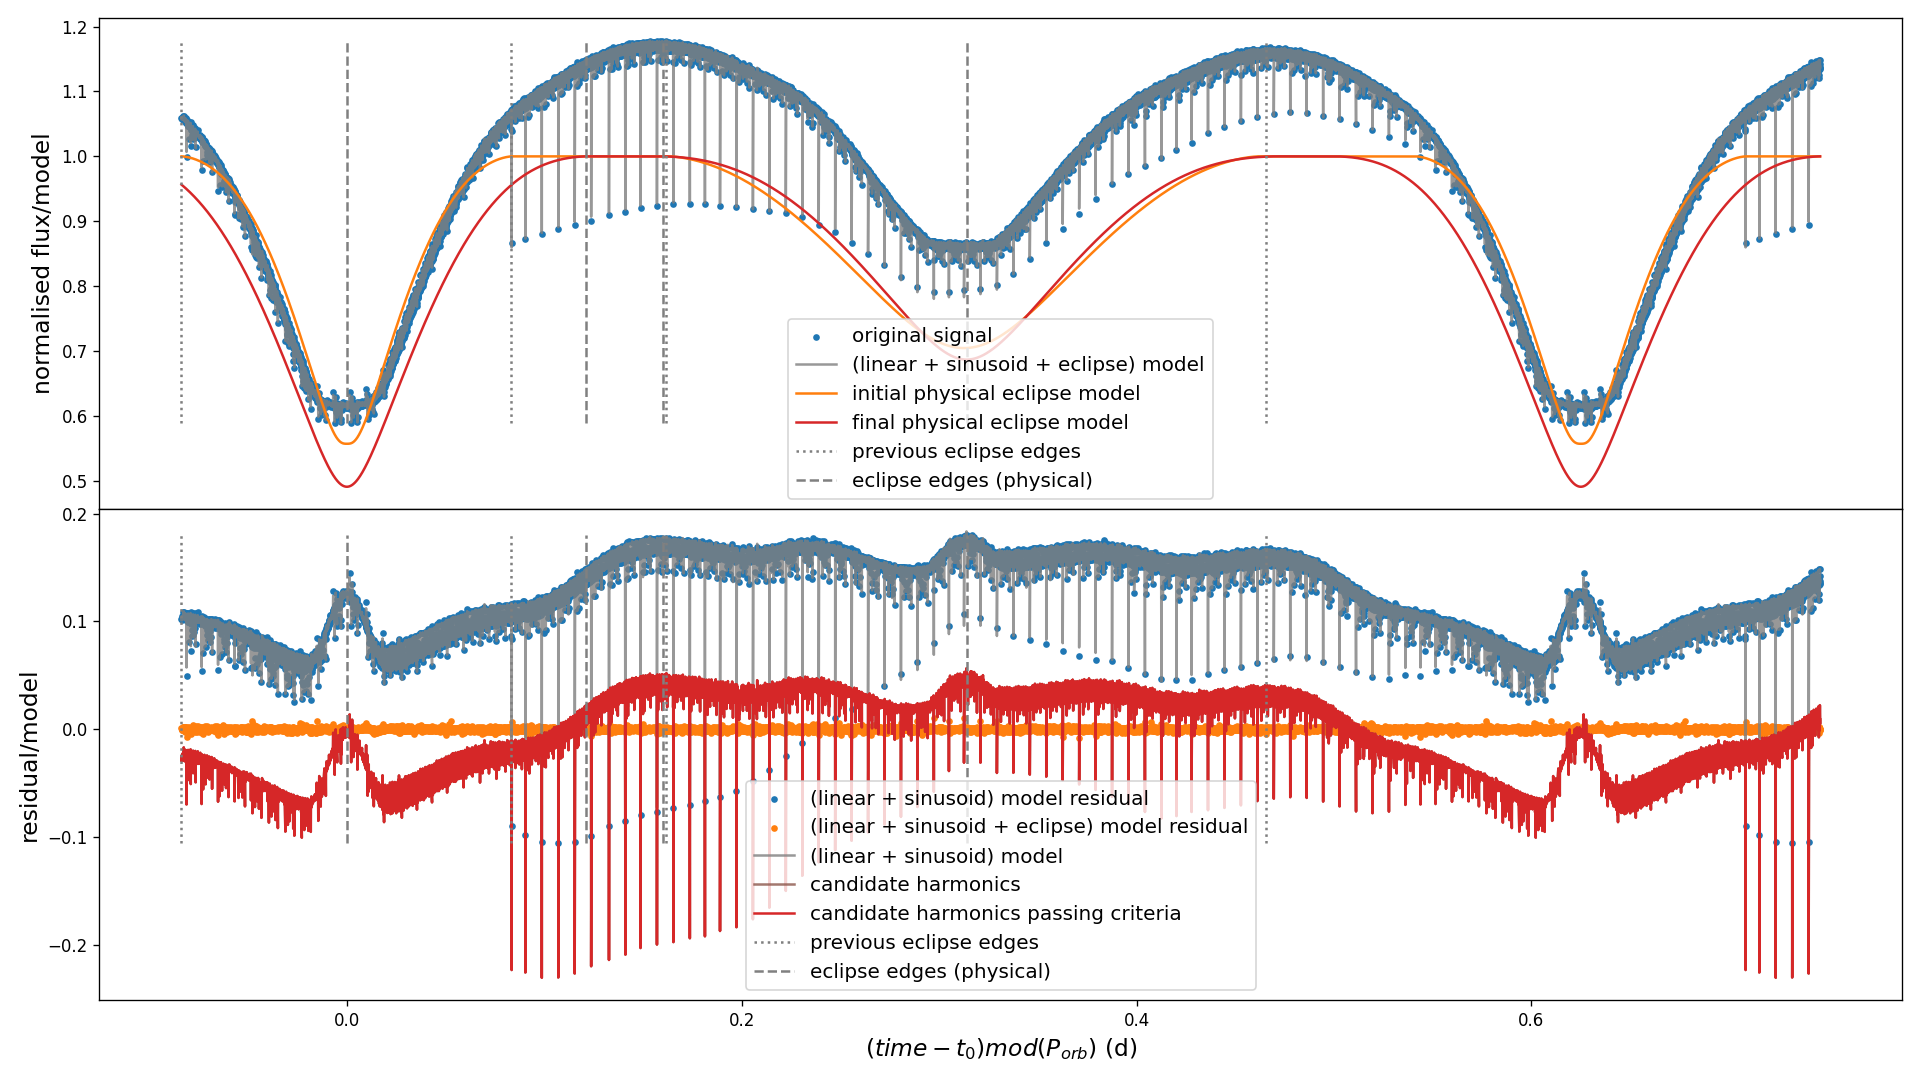 normalised flux/model
1.2
1.1
1.0
0.9
0.8
0.7
0.6
0.5
original signal
(linear + sinusoid + eclipse) model
initial physical eclipse model
final physical eclipse model
previous eclipse edges
eclipse edges (physical)
residual/model
0.2
0.1
0.0
−0.1
−0.2
(linear + sinusoid) model residual
(linear + sinusoid + eclipse) model residual
(linear + sinusoid) model
candidate harmonics
candidate harmonics passing criteria
previous eclipse edges
eclipse edges (physical)
0.0 0.2 0.4 0.6
(time − t₀)mod(Pₒᵣb) (d)